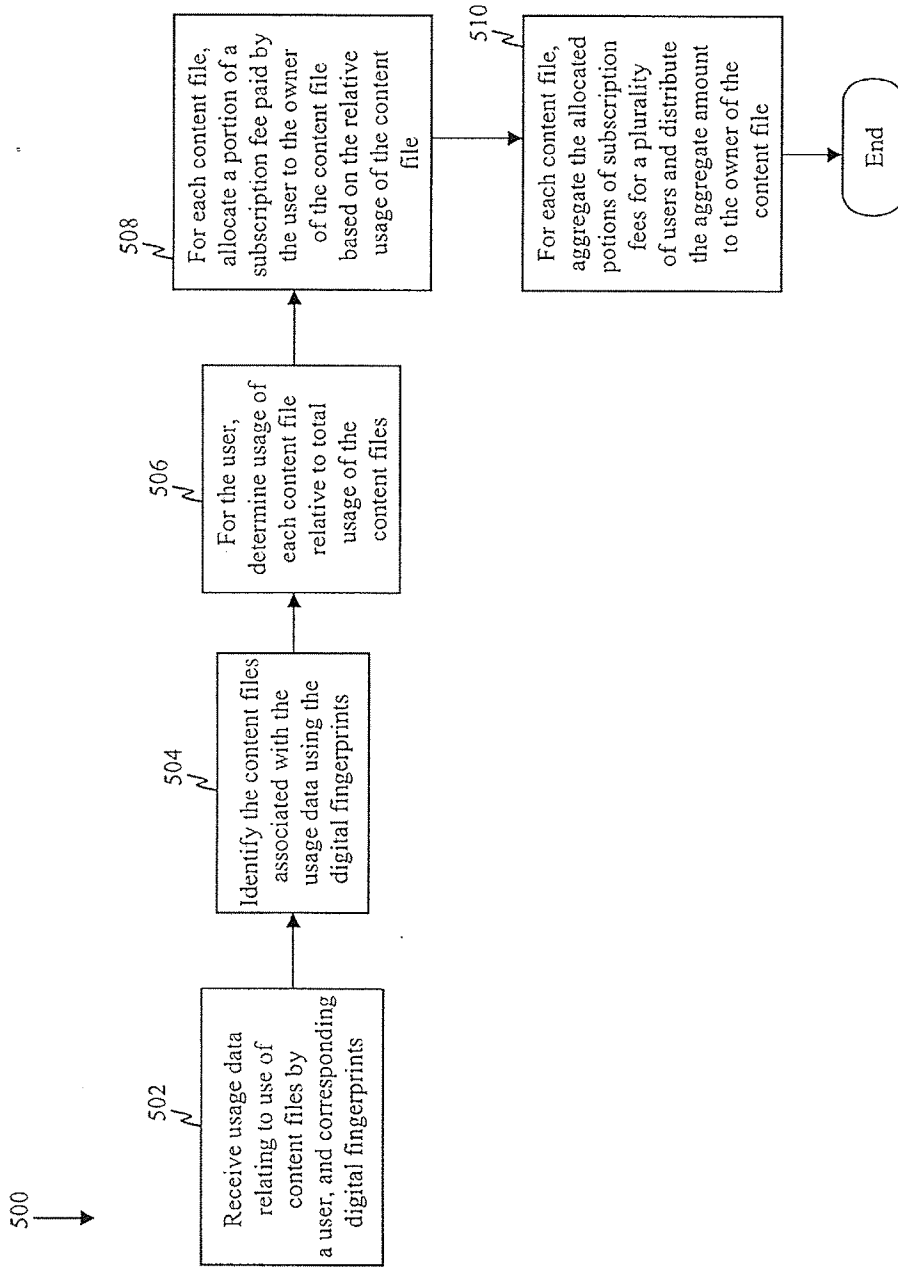 500
502
Receive usage data
relating to use of
content files by
a user, and corresponding
digital fingerprints
504
Identify the content files
associated with the
usage data using the
digital fingerprints
506
For the user,
determine usage of
each content file
relative to total
usage of the
content files
508
For each content file,
allocate a portion of a
subscription fee paid by
the user to the owner
of the content file
based on the relative
usage of the content
file
510
For each content file,
aggregate the allocated
potions of subscription
fees for a plurality
of users and distribute
the aggregate amount
to the owner of the
content file
End